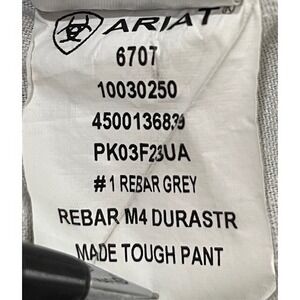 ARIAT
6707
10030250
4500136839
PK03F23UA
#1 REBAR GREY
REBAR M4 DURASTR
MADE TOUGH PANT